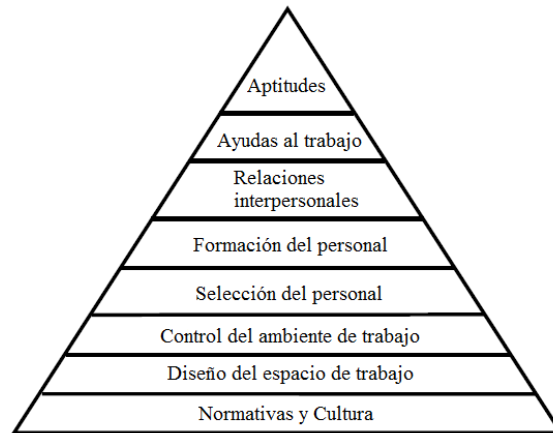 Aptitudes
Ayudas al trabajo
Relaciones
interpersonales
Formación del personal
Selección del personal
Control del ambiente de trabajo
Diseño del espacio de trabajo
Normativas y Cultura